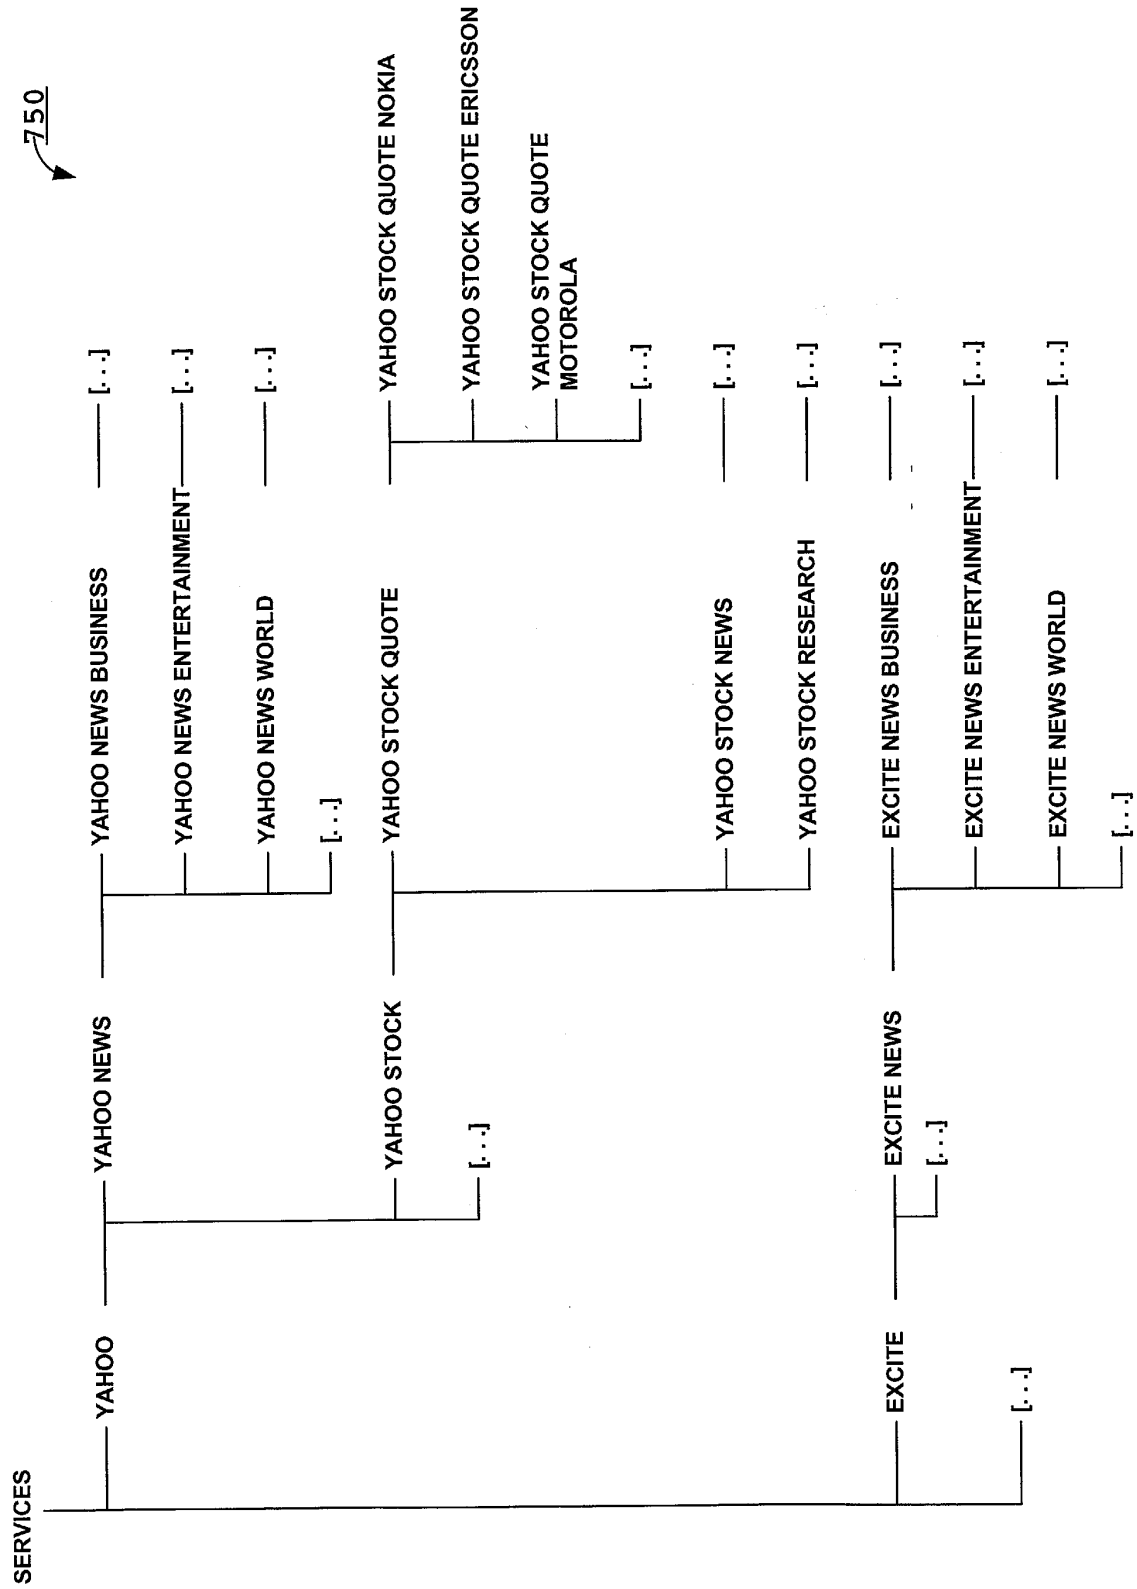 750
SERVICES
YAHOO
YAHOO NEWS
YAHOO NEWS BUSINESS
[...]
YAHOO NEWS ENTERTAINMENT
[...]
YAHOO NEWS WORLD
[...]
[...]
YAHOO STOCK
YAHOO STOCK QUOTE
YAHOO STOCK QUOTE NOKIA
YAHOO STOCK QUOTE ERICSSON
YAHOO STOCK QUOTE
MOTOROLA
[...]
YAHOO STOCK NEWS
[...]
YAHOO STOCK RESEARCH
[...]
[...]
EXCITE
EXCITE NEWS
EXCITE NEWS BUSINESS
[...]
EXCITE NEWS ENTERTAINMENT
[...]
EXCITE NEWS WORLD
[...]
[...]
[...]
[...]